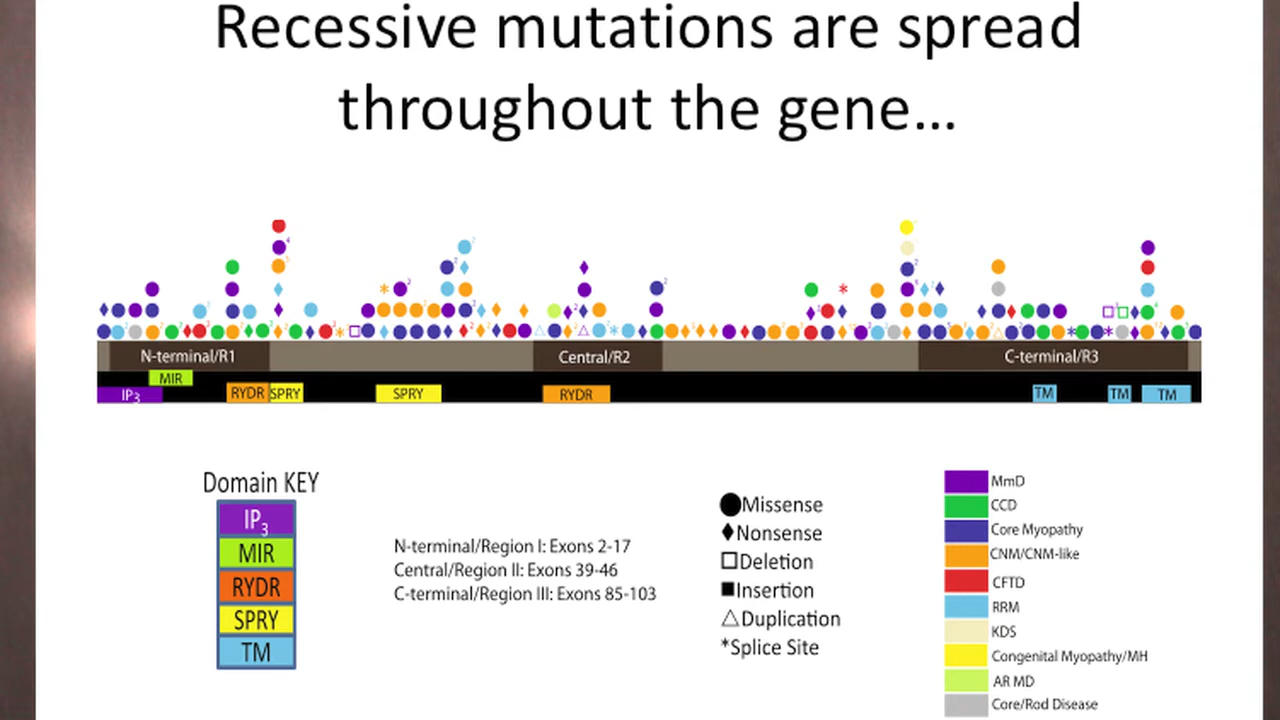 Recessive mutations are spread
throughout the gene...
N-terminal/R1
Central/R2
C-terminal/R3
MIR
IP3
RYDR
SPRY
SPRY
RYDR
TM
TM
TM
Domain KEY
IP3
MIR
RYDR
SPRY
TM
N-terminal/Region I: Exons 2-17
Central/Region II: Exons 39-46
C-terminal/Region III: Exons 85-103
Missense
Nonsense
Deletion
Insertion
Duplication
*Splice Site
MmD
CCD
Core Myopathy
CNM/CNM-like
CFTD
RRM
KDS
Congenital Myopathy/MH
AR MD
Core/Rod Disease